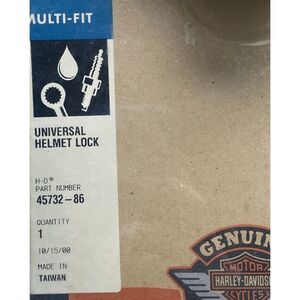 MULTI-FIT
UNIVERSAL
HELMET LOCK
H-D®
PART NUMBER
45732-86
QUANTITY
1
10/15/00
MADE IN
TAIWAN
GENUINE
MOTOR
HARLEY-DAVIDSON
CYCLES